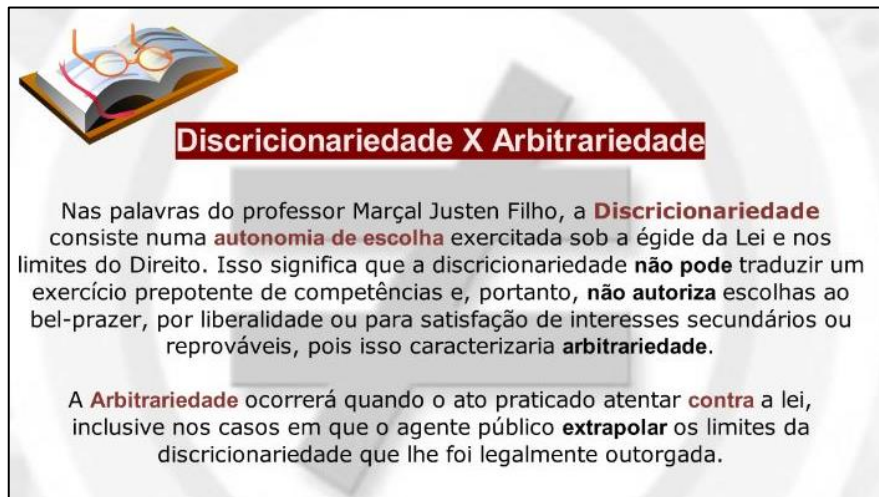 Discricionariedade X Arbitrariedade
Nas palavras do professor Marçal Justen Filho, a Discricionariedade
consiste numa autonomia de escolha exercitada sob a égide da Lei e nos
limites do Direito. Isso significa que a discricionariedade não pode traduzir um
exercício prepotente de competências e, portanto, não autoriza escolhas ao
bel-prazer, por liberalidade ou para satisfação de interesses secundários ou
reprováveis, pois isso caracterizaria arbitrariedade.
A Arbitrariedade ocorrerá quando o ato praticado atentar contra a lei,
inclusive nos casos em que o agente público extrapolar os limites da
discricionariedade que lhe foi legalmente outorgada.